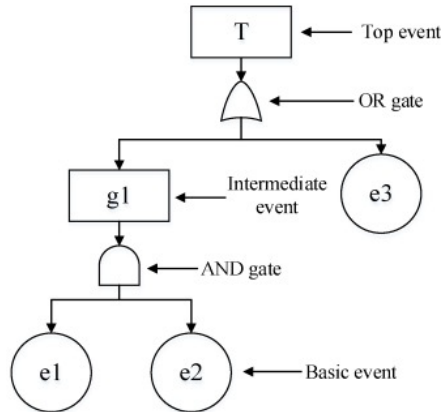 T
Top event
OR gate
g1
Intermediate
event
e3
AND gate
e1
e2
Basic event